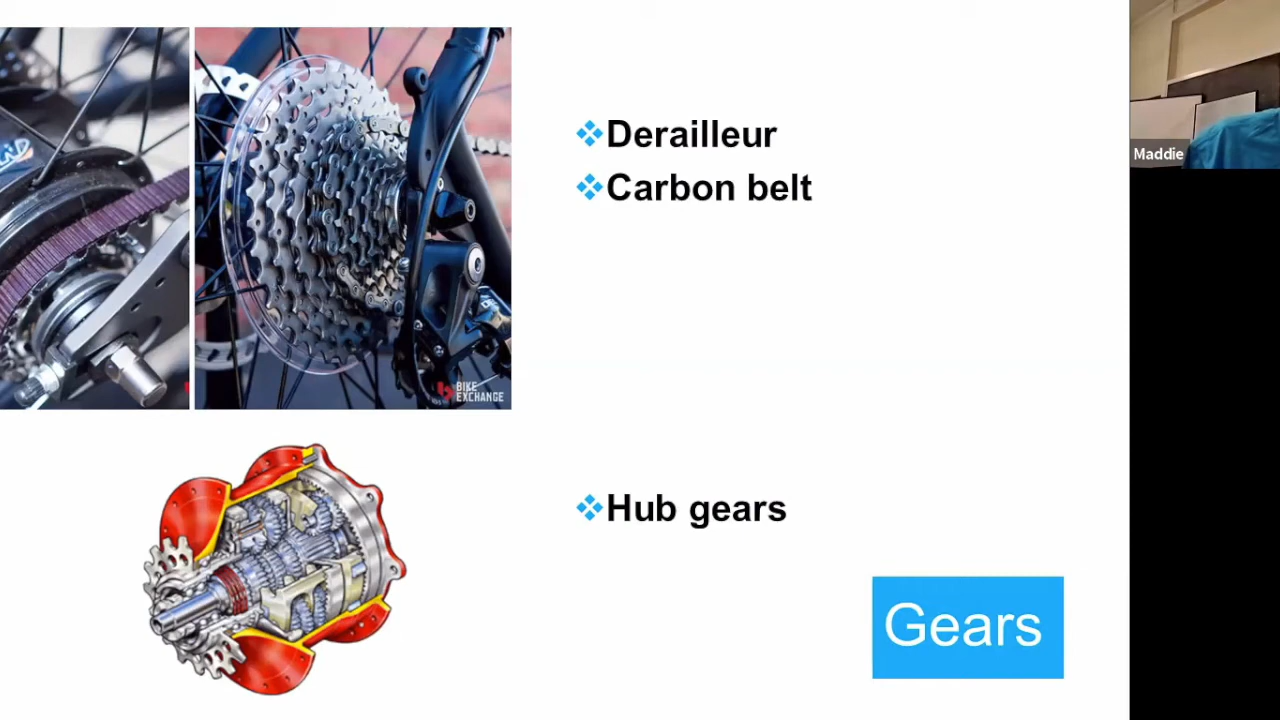 Derailleur
Carbon belt
Maddie
BIKE
EXCHANGE
Hub gears
Gears